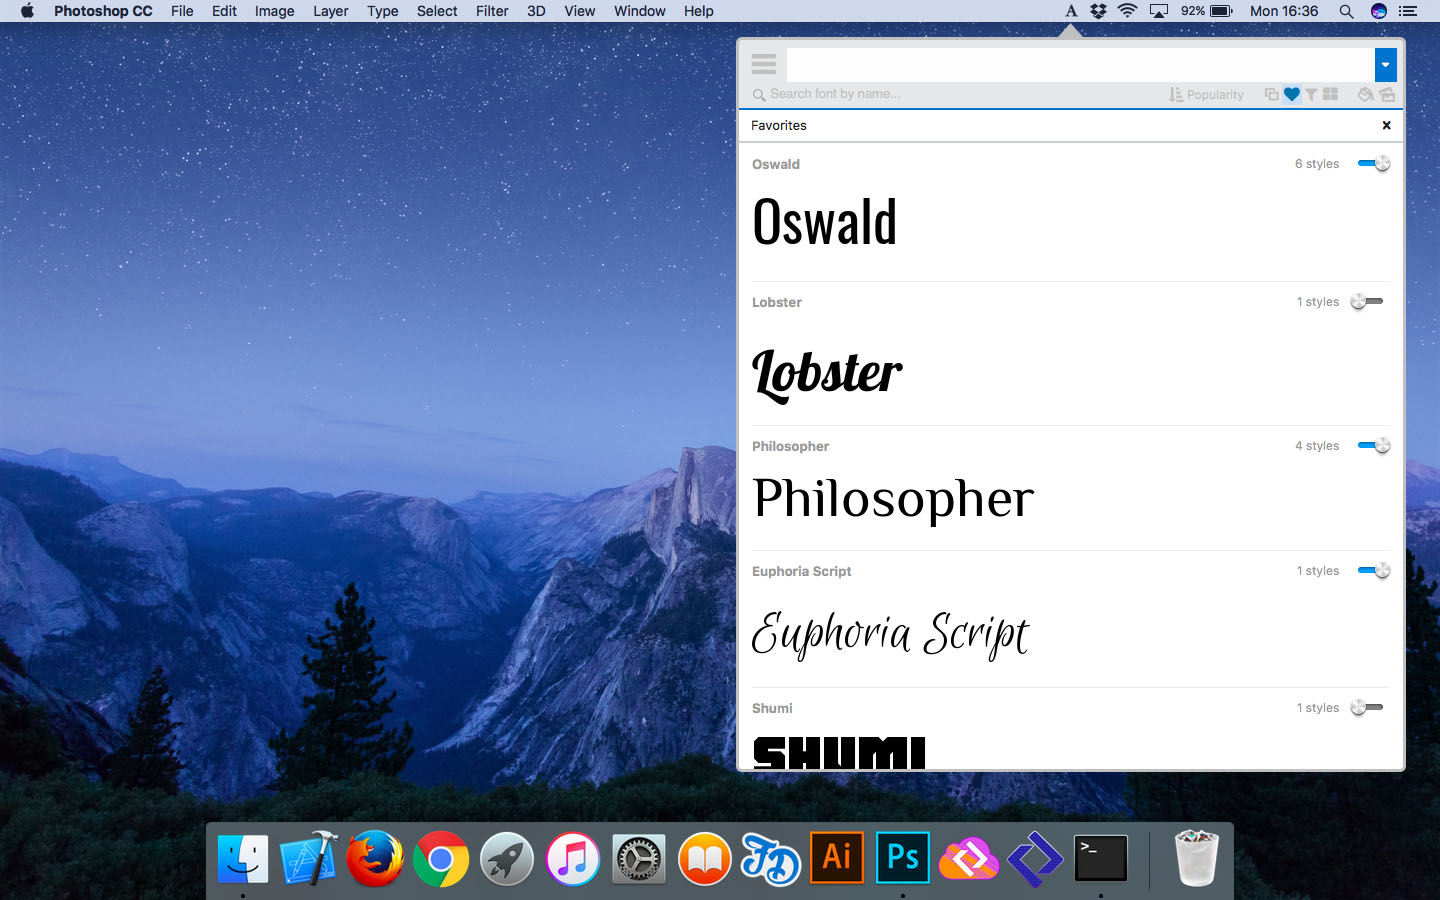 Photoshop CC File Edit Image Layer Type Select Filter 3D View Window Help A 92% Mon 16:36
Search font by name... Popularity
Favorites x
Oswald 6 styles
Oswald
Lobster 1 styles
Lobster
Philosopher 4 styles
Philosopher
Euphoria Script 1 styles
Euphoria Script
Shumi 1 styles
SHUMI
FD Ai Ps >_